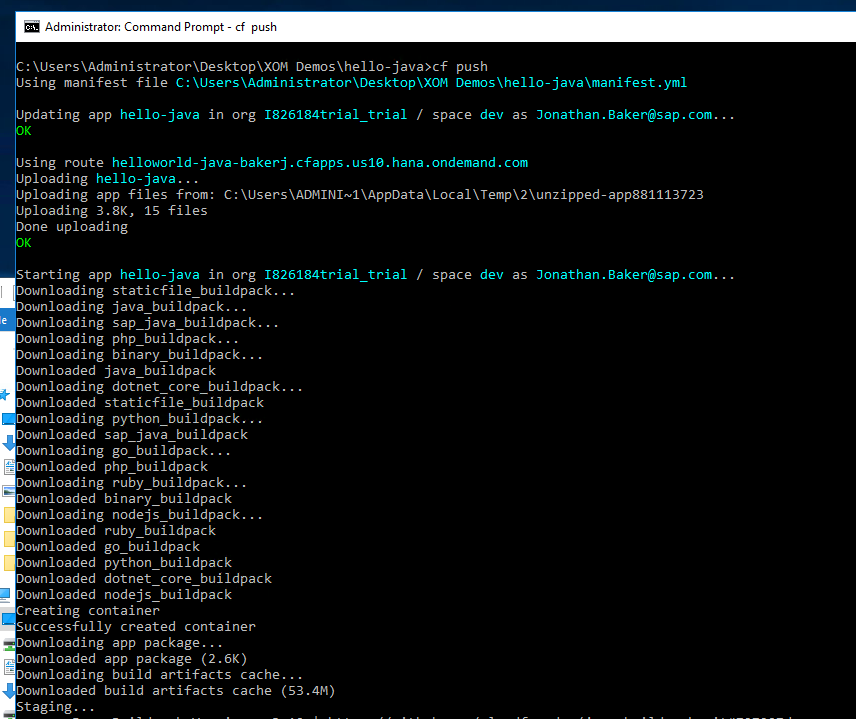 Administrator: Command Prompt - cf push
C:\Users\Administrator\Desktop\XOM Demos\hello-java>cf push
Using manifest file C:\Users\Administrator\Desktop\XOM Demos\hello-java\manifest.yml
Updating app hello-java in org I826184trial_trial / space dev as Jonathan.Baker@sap.com...
OK
Using route helloworld-java-bakerj.cfapps.us10.hana.ondemand.com
Uploading hello-java...
Uploading app files from: C:\Users\ADMINI~1\AppData\Local\Temp\2\unzipped-app881113723
Uploading 3.8K, 15 files
Done uploading
OK
Starting app hello-java in org I826184trial_trial / space dev as Jonathan.Baker@sap.com...
Downloading staticfile_buildpack...
Downloading java_buildpack...
Downloading sap_java_buildpack...
Downloading php_buildpack...
Downloading binary_buildpack...
Downloaded java_buildpack
Downloading dotnet_core_buildpack...
Downloaded staticfile_buildpack
Downloading python_buildpack...
Downloaded sap_java_buildpack
Downloading go_buildpack...
Downloaded php_buildpack
Downloading ruby_buildpack...
Downloaded binary_buildpack
Downloading nodejs_buildpack...
Downloaded ruby_buildpack
Downloaded go_buildpack
Downloaded python_buildpack
Downloaded dotnet_core_buildpack
Downloaded nodejs_buildpack
Creating container
Successfully created container
Downloading app package...
Downloaded app package (2.6K)
Downloading build artifacts cache...
Downloaded build artifacts cache (53.4M)
Staging...